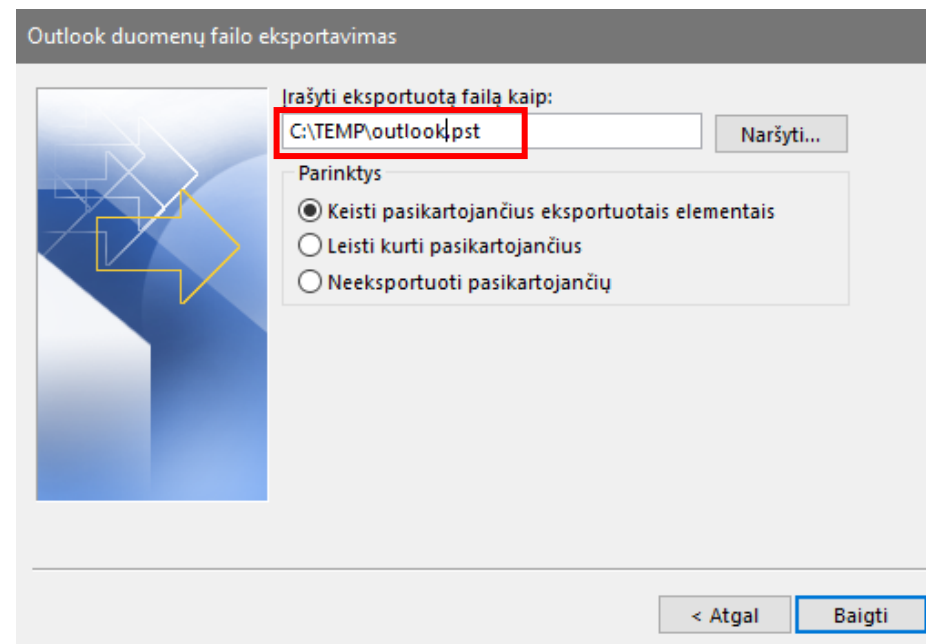 Outlook duomenų failo eksportavimas
Įrašyti eksportuotą failą kaip:
C:\TEMP\outlook.pst
Naršyti...
Parinktys
Keisti pasikartojančius eksportuotais elementais
Leisti kurti pasikartojančius
Neeksportuoti pasikartojančių
< Atgal
Baigti